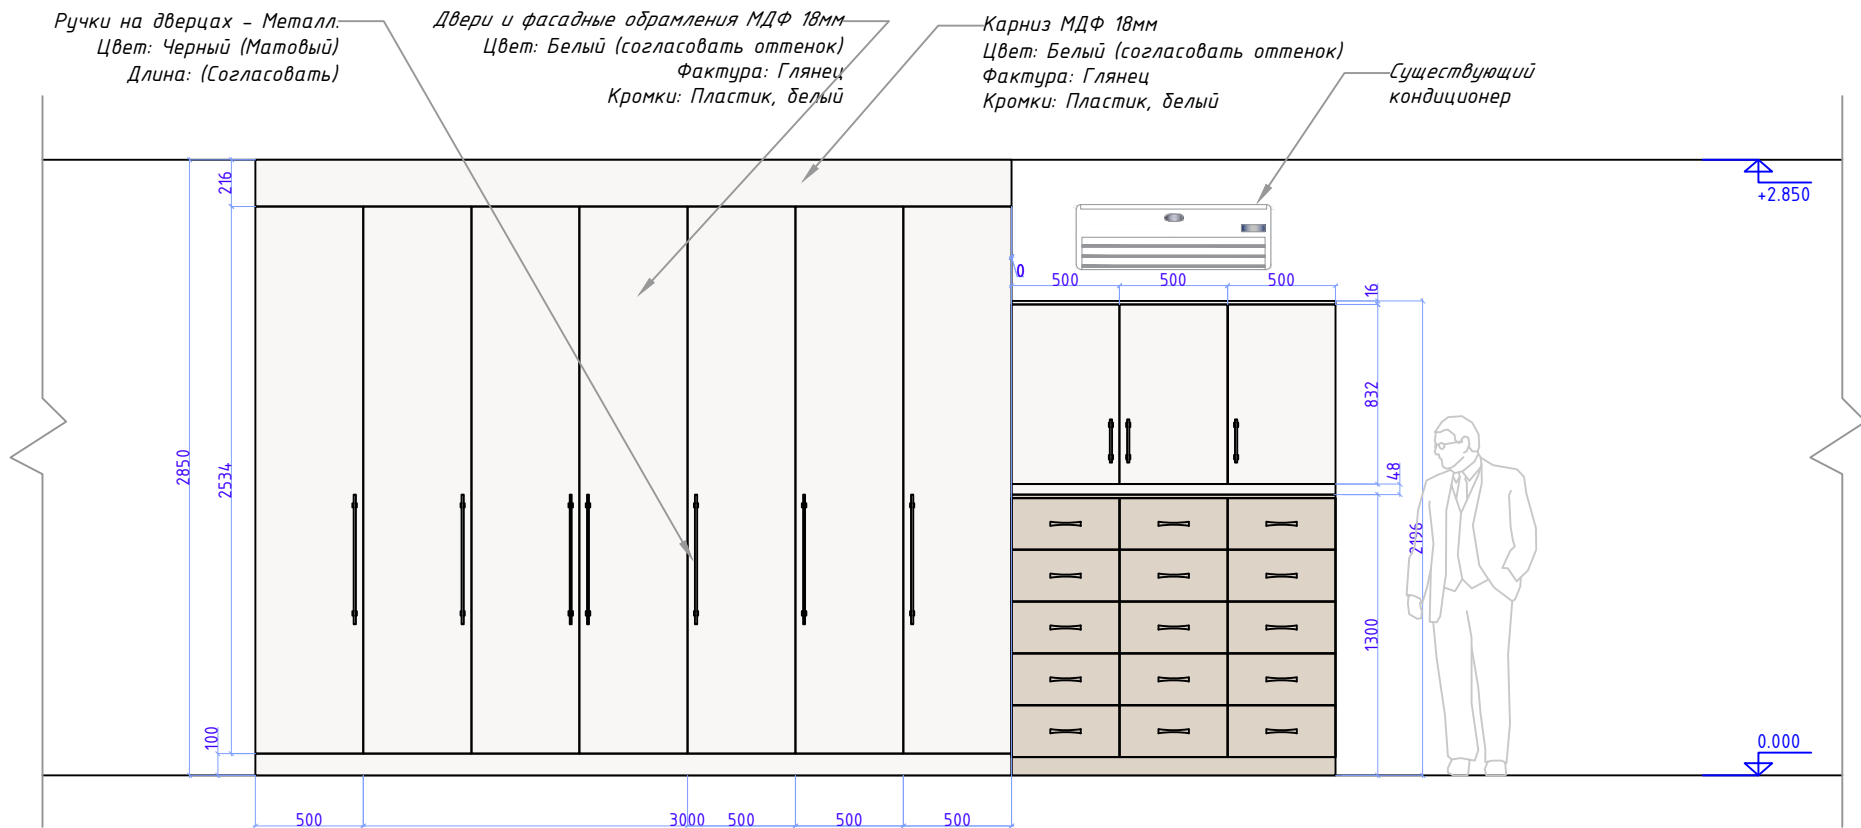 Ручки на дверцах - Металл.
Цвет: Черный (Матовый)
Длина: (Согласовать)
Двери и фасадные обрамления МДФ 18мм
Цвет: Белый (согласовать оттенок)
Фактура: Глянец
Кромки: Пластик, белый
Карниз МДФ 18мм
Цвет: Белый (согласовать оттенок)
Фактура: Глянец
Кромки: Пластик, белый
Существующий
кондиционер
216
2850
2534
100
+2.850
0
500
500
500
16
832
48
2196
1300
0.000
500
3000
500
500
500